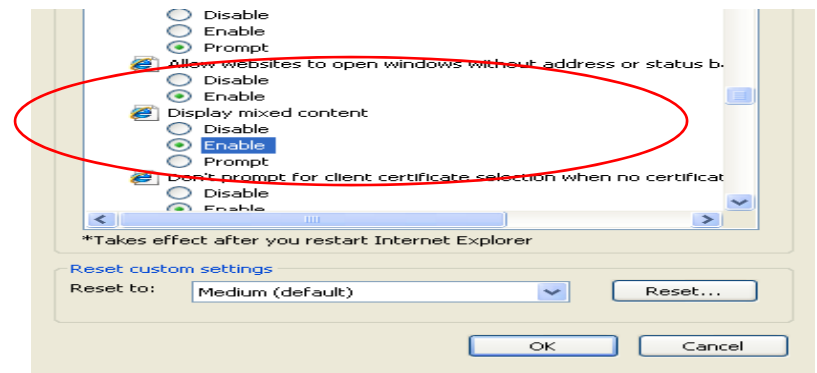 Disable
Enable
Prompt
Allow websites to open windows without address or status b
Disable
Enable
Display mixed content
Disable
Enable
Prompt
Don't prompt for client certificate selection when no certificat
Disable
Enable
*Takes effect after you restart Internet Explorer
Reset custom settings
Reset to: Medium (default) Reset...
OK Cancel